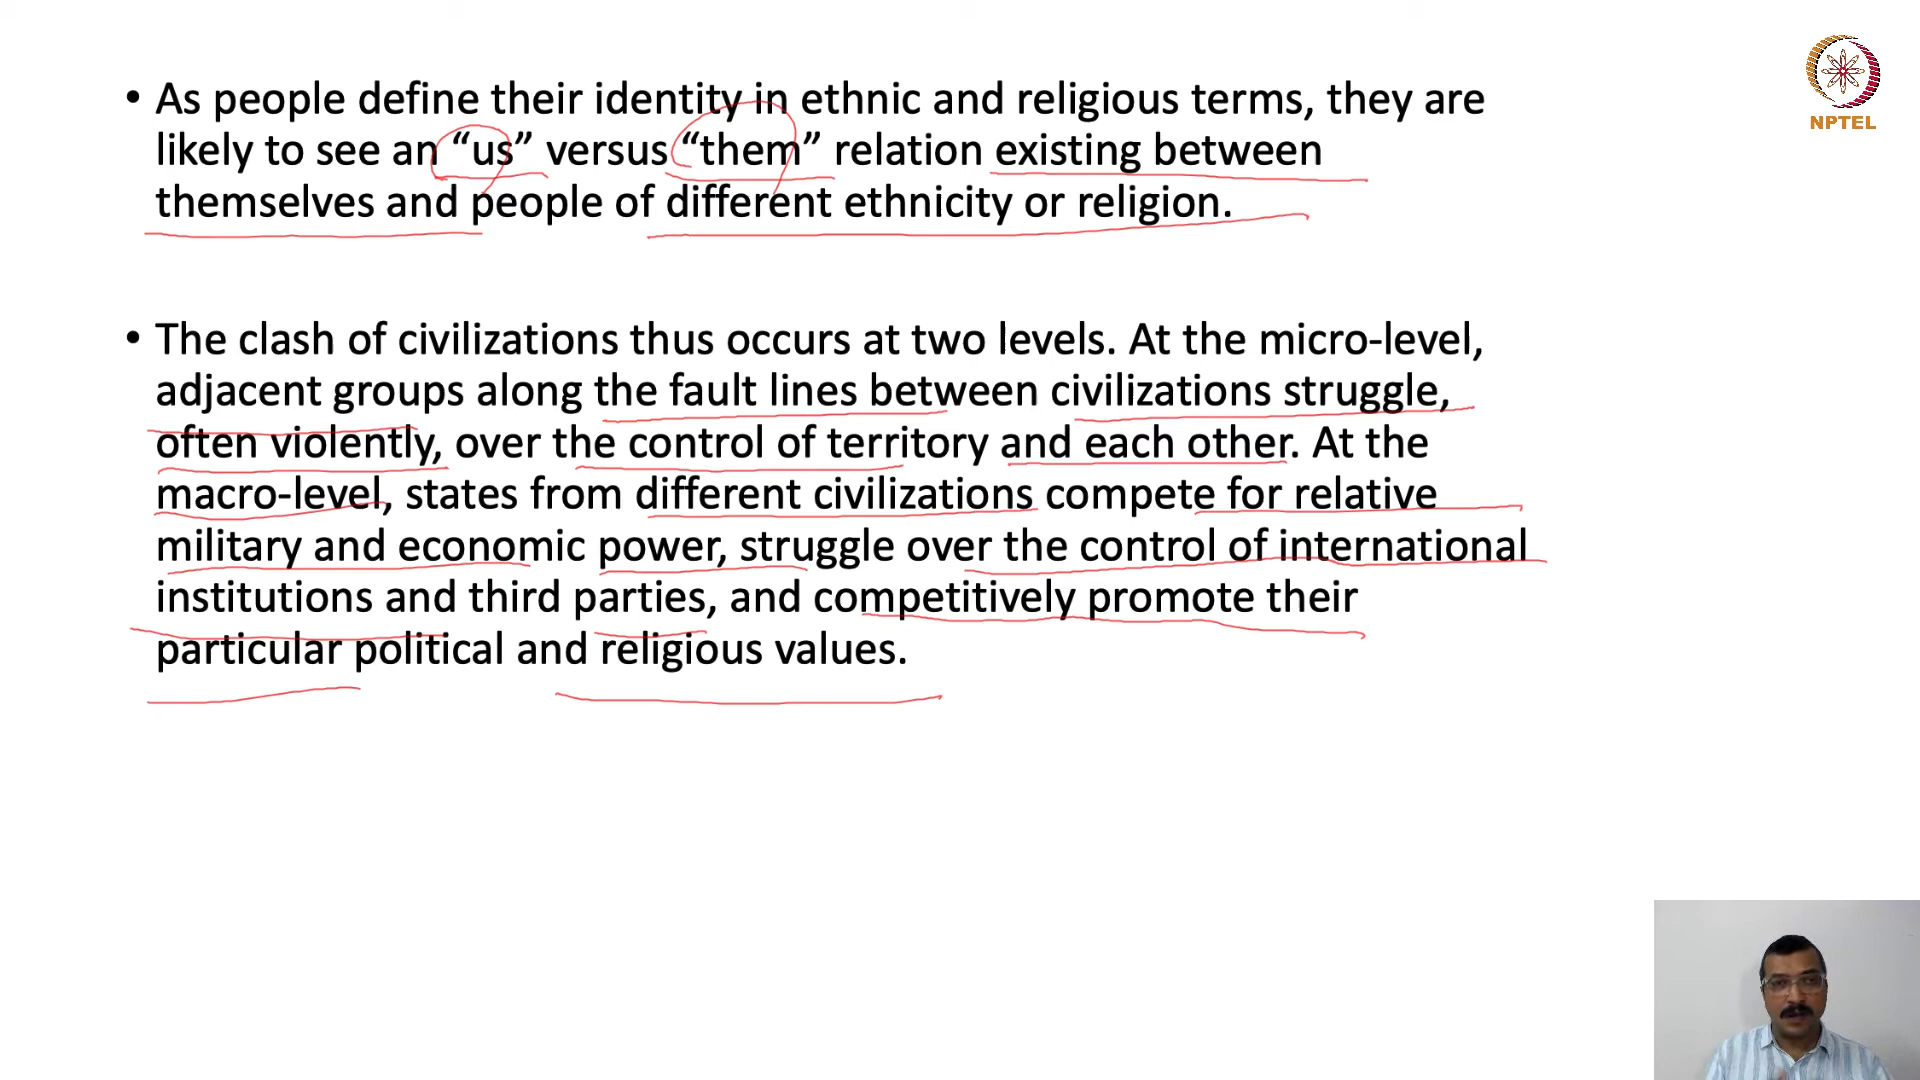 NPTEL
• As people define their identity in ethnic and religious terms, they are
likely to see an “us” versus “them” relation existing between
themselves and people of different ethnicity or religion.
• The clash of civilizations thus occurs at two levels. At the micro-level,
adjacent groups along the fault lines between civilizations struggle,
often violently, over the control of territory and each other. At the
macro-level, states from different civilizations compete for relative
military and economic power, struggle over the control of international
institutions and third parties, and competitively promote their
particular political and religious values.